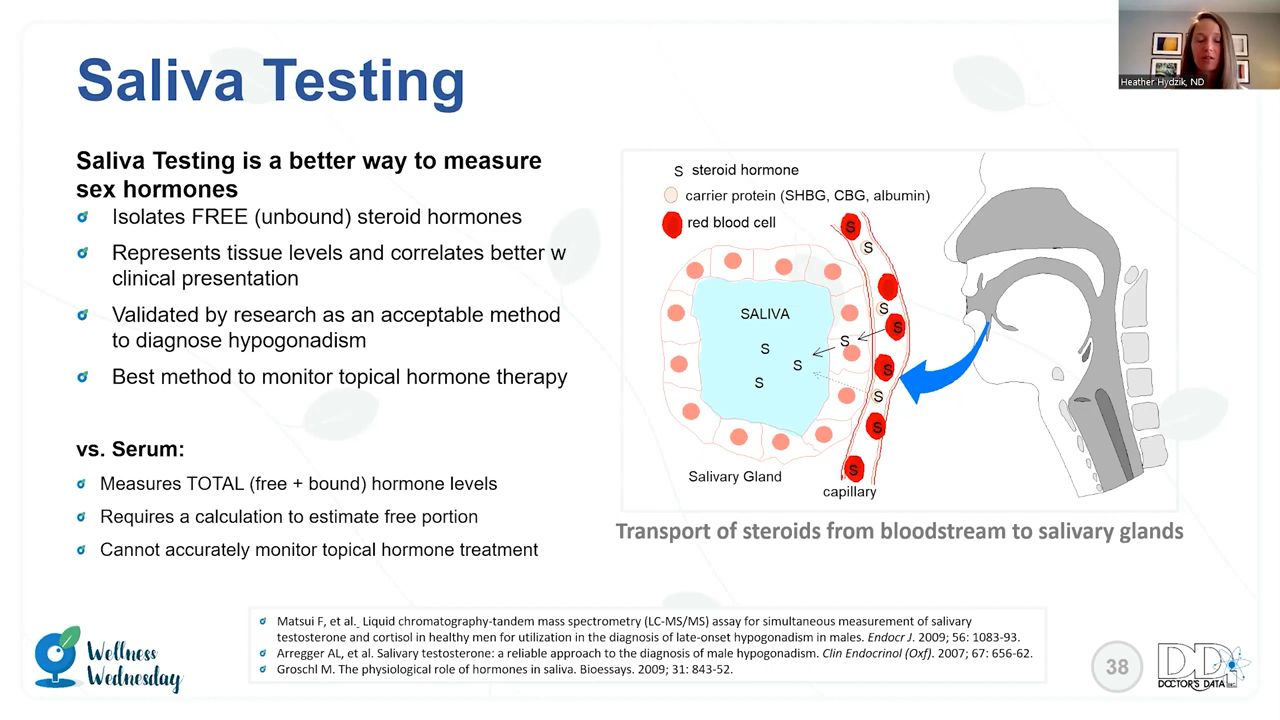 Saliva Testing
Heather Hydzik, ND
Saliva Testing is a better way to measure
sex hormones
Isolates FREE (unbound) steroid hormones
Represents tissue levels and correlates better w
clinical presentation
Validated by research as an acceptable method
to diagnose hypogonadism
Best method to monitor topical hormone therapy
vs. Serum:
Measures TOTAL (free + bound) hormone levels
Requires a calculation to estimate free portion
Cannot accurately monitor topical hormone treatment
S steroid hormone
carrier protein (SHBG, CBG, albumin)
red blood cell
S
S
S
S
S
SALIVA
S
S
S
S
S
S
S
S
Salivary Gland
capillary
Transport of steroids from bloodstream to salivary glands
Matsui F, et al. Liquid chromatography-tandem mass spectrometry (LC-MS/MS) assay for simultaneous measurement of salivary
testosterone and cortisol in healthy men for utilization in the diagnosis of late-onset hypogonadism in males. Endocr J. 2009; 56: 1083-93.
Arregger AL, et al. Salivary testosterone: a reliable approach to the diagnosis of male hypogonadism. Clin Endocrinol (Oxf). 2007; 67: 656-62.
Groschl M. The physiological role of hormones in saliva. Bioessays. 2009; 31: 843-52.
Wellness
Wednesday
38
DDI
DOCTOR'S DATA INC.